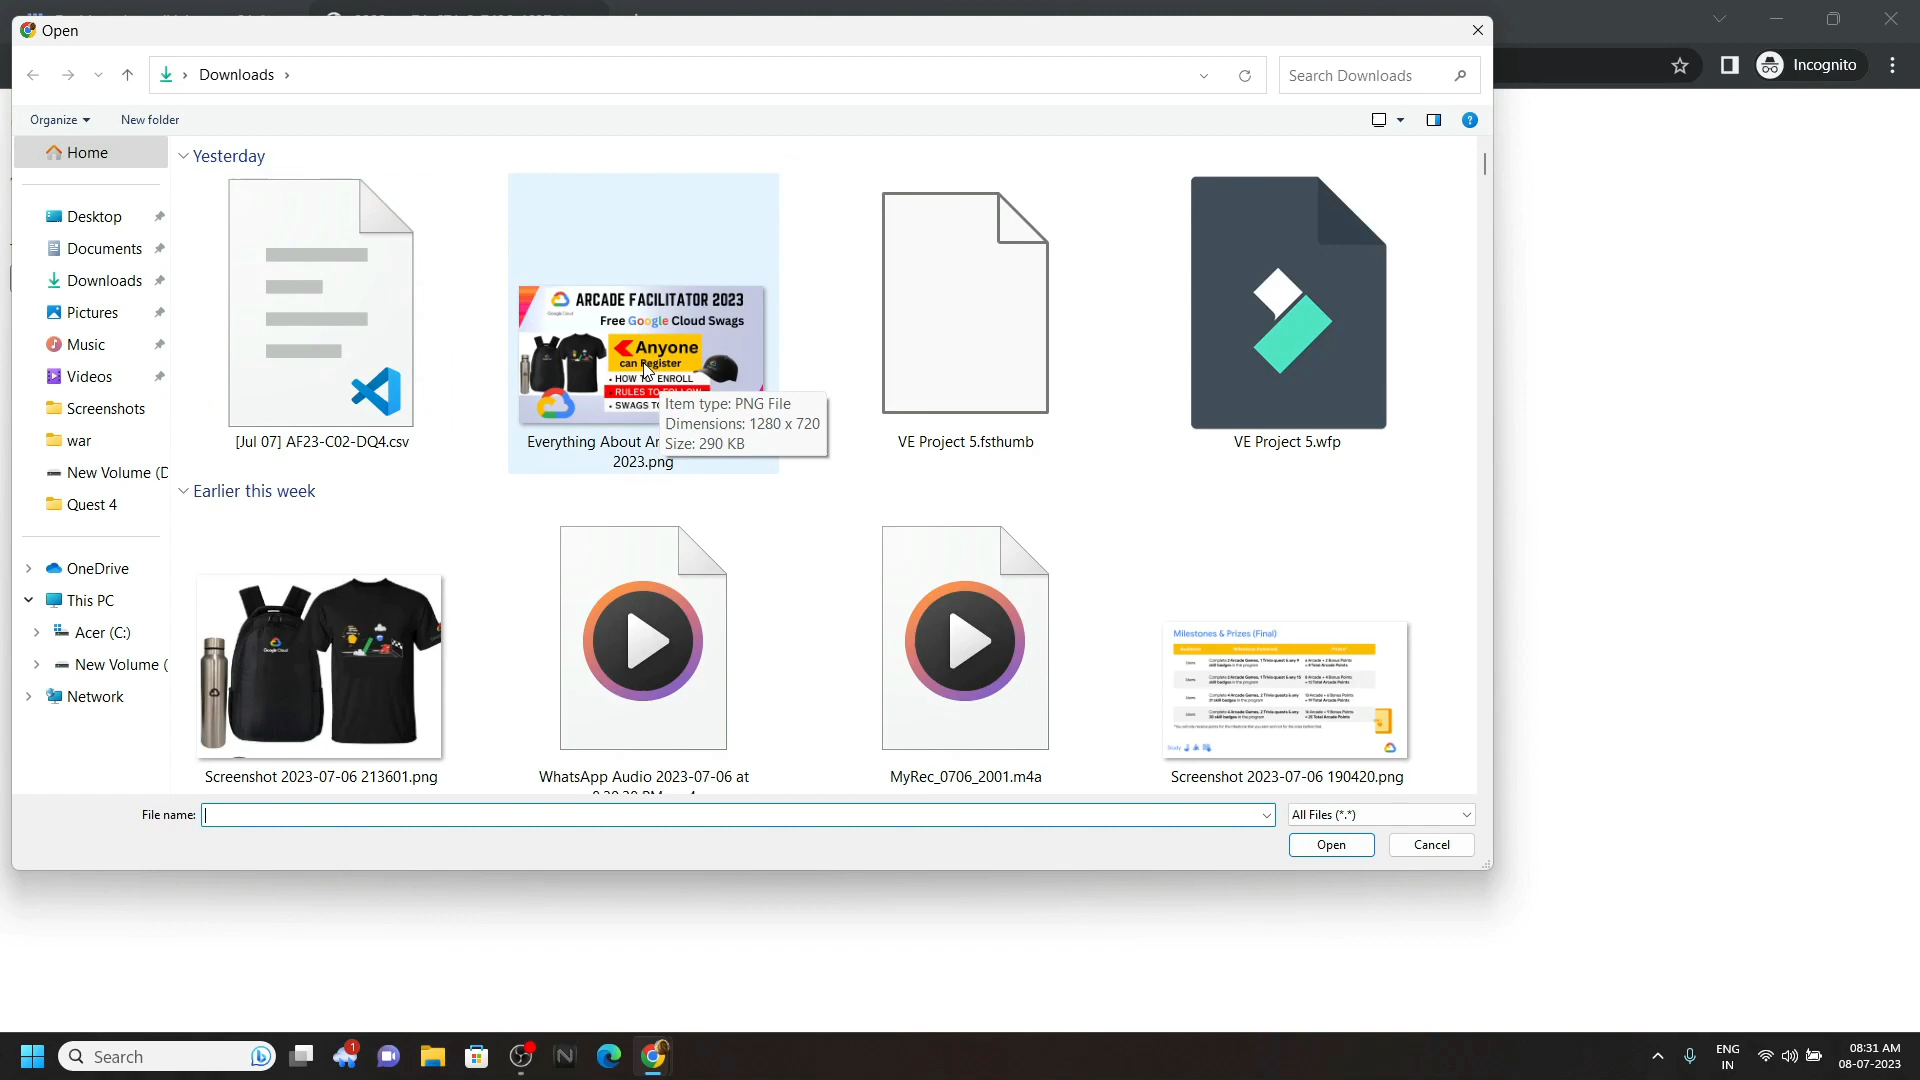 Open
Incognito
Downloads
Search Downloads
Organize
New folder
Home
Desktop
Documents
Downloads
Pictures
Music
Videos
Screenshots
war
New Volume (D
Quest 4
OneDrive
This PC
Acer (C:)
New Volume (
Network
Yesterday
ARCADE FACILITATOR 2023
Google Cloud
Free Google Cloud Swags
Anyone
can Register
• HOW TO ENROLL
• RULES TO FOLLOW
• SWAGS TO
Item type: PNG File
Dimensions: 1280 x 720
Size: 290 KB
[Jul 07] AF23-C02-DQ4.csv
Everything About Ar
2023.png
VE Project 5.fsthumb
VE Project 5.wfp
Earlier this week
Google Cloud
Milestones & Prizes (Final)
Screenshot 2023-07-06 213601.png
WhatsApp Audio 2023-07-06 at
MyRec_0706_2001.m4a
Screenshot 2023-07-06 190420.png
File name:
All Files (*.*)
Open
Cancel
Search
1
ENG
IN
08:31 AM
08-07-2023